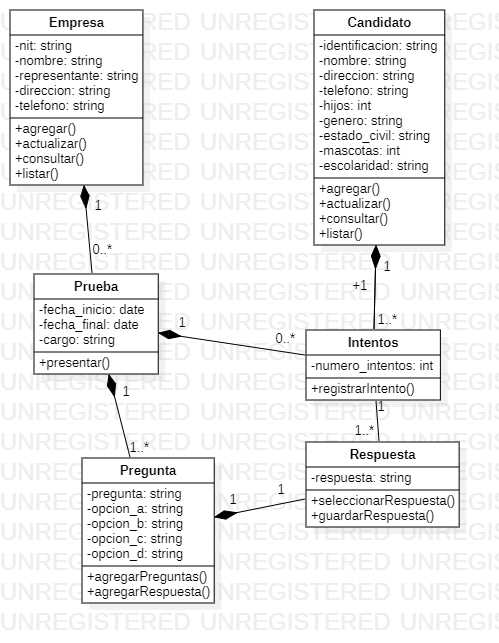 UNREGISTERED UNREGISTERED UNREGISTERED
Empresa
-nit: string
-nombre: string
-representante: string
-direccion: string
-telefono: string
+agregar()
+actualizar()
+consultar()
+listar()
Candidato
-identificacion: string
-nombre: string
-direccion: string
-telefono: string
-hijos: int
-genero: string
-estado_civil: string
-mascotas: int
-escolaridad: string
+agregar()
+actualizar()
+consultar()
+listar()
1
0..*
1
+1
1..*
Prueba
-fecha_inicio: date
-fecha_final: date
-cargo: string
+presentar()
1
0..*
Intentos
-numero_intentos: int
+registrarIntento()
1
1..*
1
1..*
Pregunta
-pregunta: string
-opcion_a: string
-opcion_b: string
-opcion_c: string
-opcion_d: string
+agregarPreguntas()
+agregarRespuesta()
1
1
Respuesta
-respuesta: string
+seleccionarRespuesta()
+guardarRespuesta()